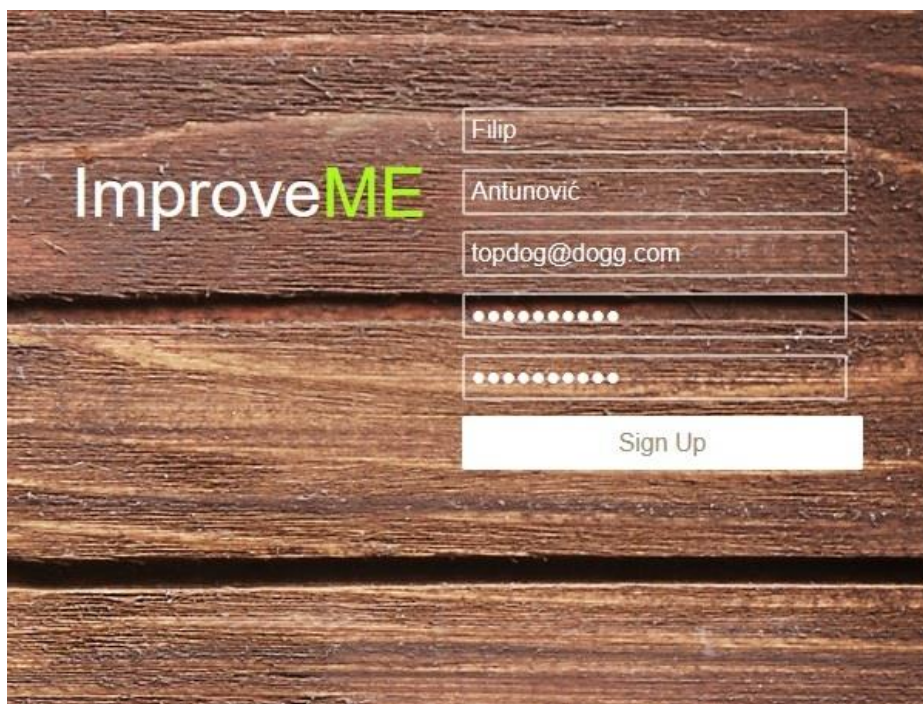 ImproveME
Filip
Antunović
topdog@dogg.com
••••••••••
••••••••••
Sign Up